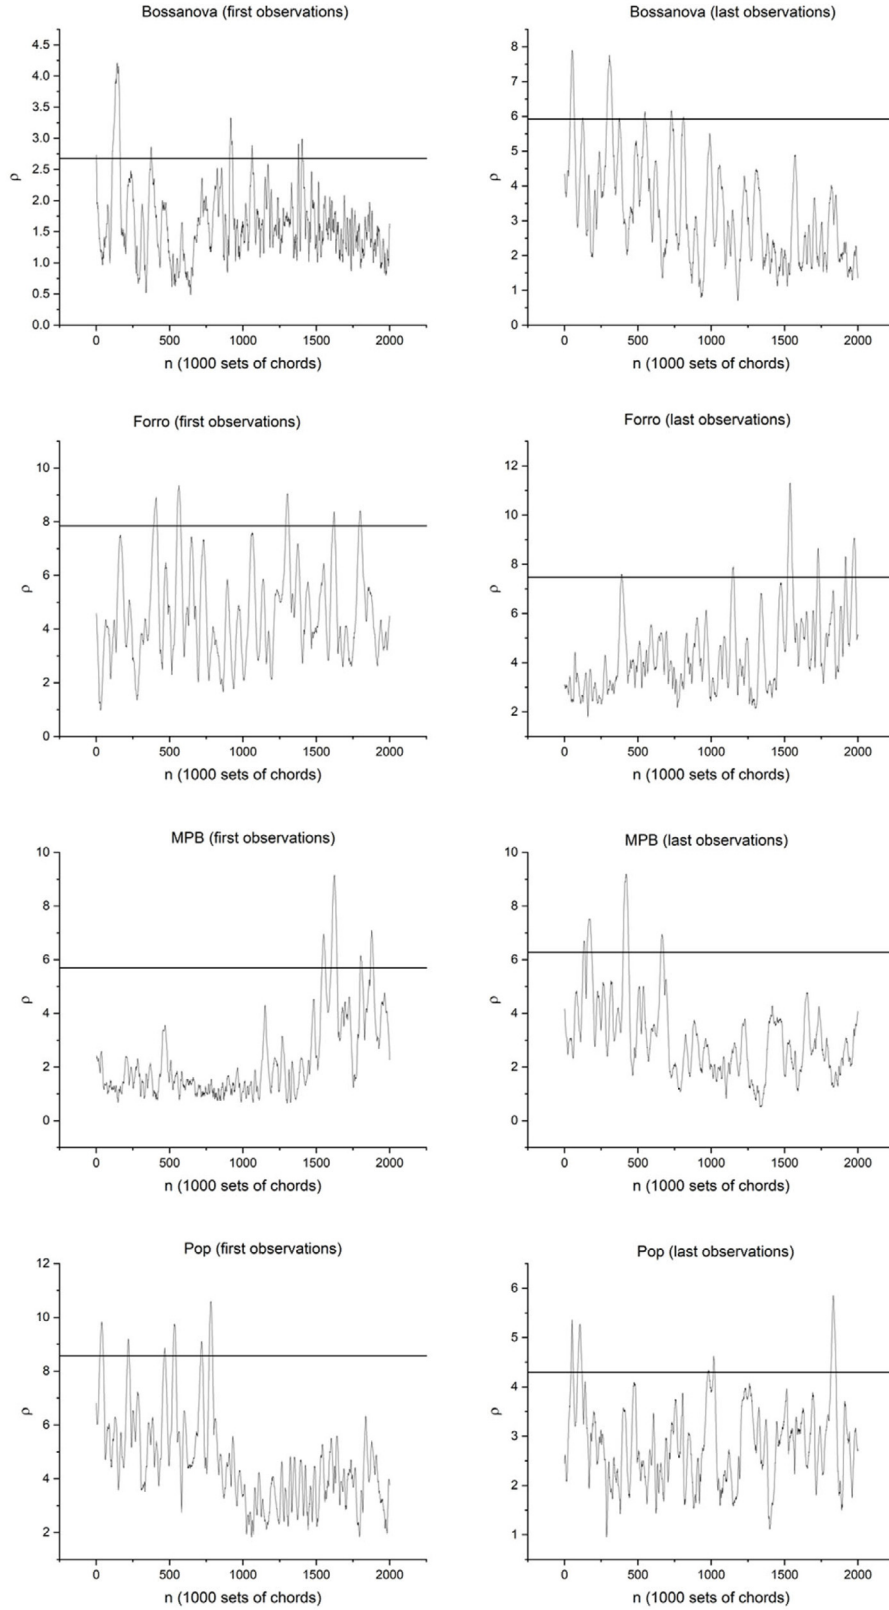 Bossanova (first observations)
4.5
4.0
3.5
3.0
2.5
2.0
1.5
1.0
0.5
0.0
ρ
0 500 1000 1500 2000
n (1000 sets of chords)
Bossanova (last observations)
8
7
6
5
4
3
2
1
0
ρ
0 500 1000 1500 2000
n (1000 sets of chords)
Forro (first observations)
10
8
6
4
2
0
ρ
0 500 1000 1500 2000
n (1000 sets of chords)
Forro (last observations)
12
10
8
6
4
2
ρ
0 500 1000 1500 2000
n (1000 sets of chords)
MPB (first observations)
10
8
6
4
2
0
ρ
0 500 1000 1500 2000
n (1000 sets of chords)
MPB (last observations)
10
8
6
4
2
0
ρ
0 500 1000 1500 2000
n (1000 sets of chords)
Pop (first observations)
12
10
8
6
4
2
ρ
0 500 1000 1500 2000
n (1000 sets of chords)
Pop (last observations)
6
5
4
3
2
1
ρ
0 500 1000 1500 2000
n (1000 sets of chords)